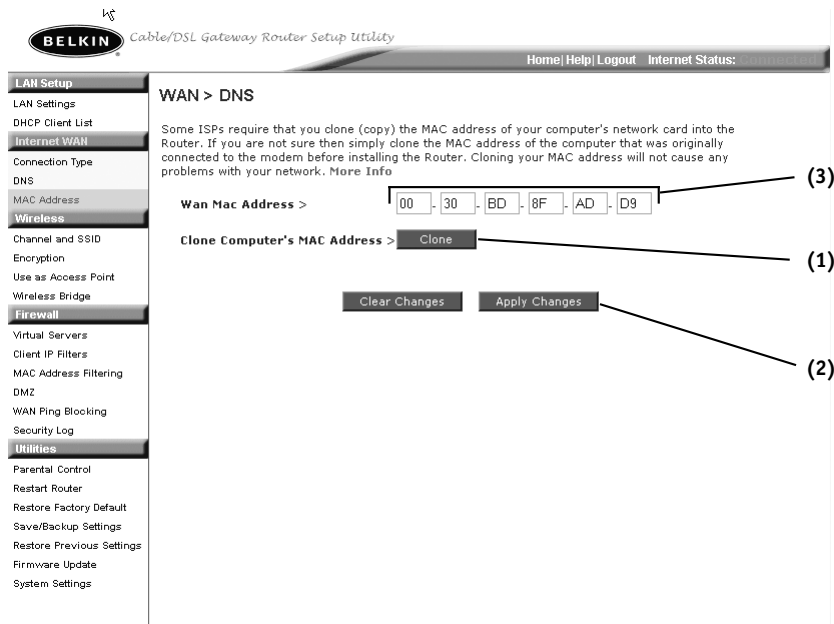 BELKIN Cable/DSL Gateway Router Setup Utility
Home| Help| Logout Internet Status: Connected
LAN Setup
LAN Settings
DHCP Client List
Internet WAN
Connection Type
DNS
MAC Address
Wireless
Channel and SSID
Encryption
Use as Access Point
Wireless Bridge
Firewall
Virtual Servers
Client IP Filters
MAC Address Filtering
DMZ
WAN Ping Blocking
Security Log
Utilities
Parental Control
Restart Router
Restore Factory Default
Save/Backup Settings
Restore Previous Settings
Firmware Update
System Settings
WAN > DNS
Some ISPs require that you clone (copy) the MAC address of your computer's network card into the
Router. If you are not sure then simply clone the MAC address of the computer that was originally
connected to the modem before installing the Router. Cloning your MAC address will not cause any
problems with your network. More Info
Wan Mac Address > 00 - 30 - BD - 8F - AD - D9
(3)
Clone Computer's MAC Address > Clone
(1)
Clear Changes Apply Changes
(2)